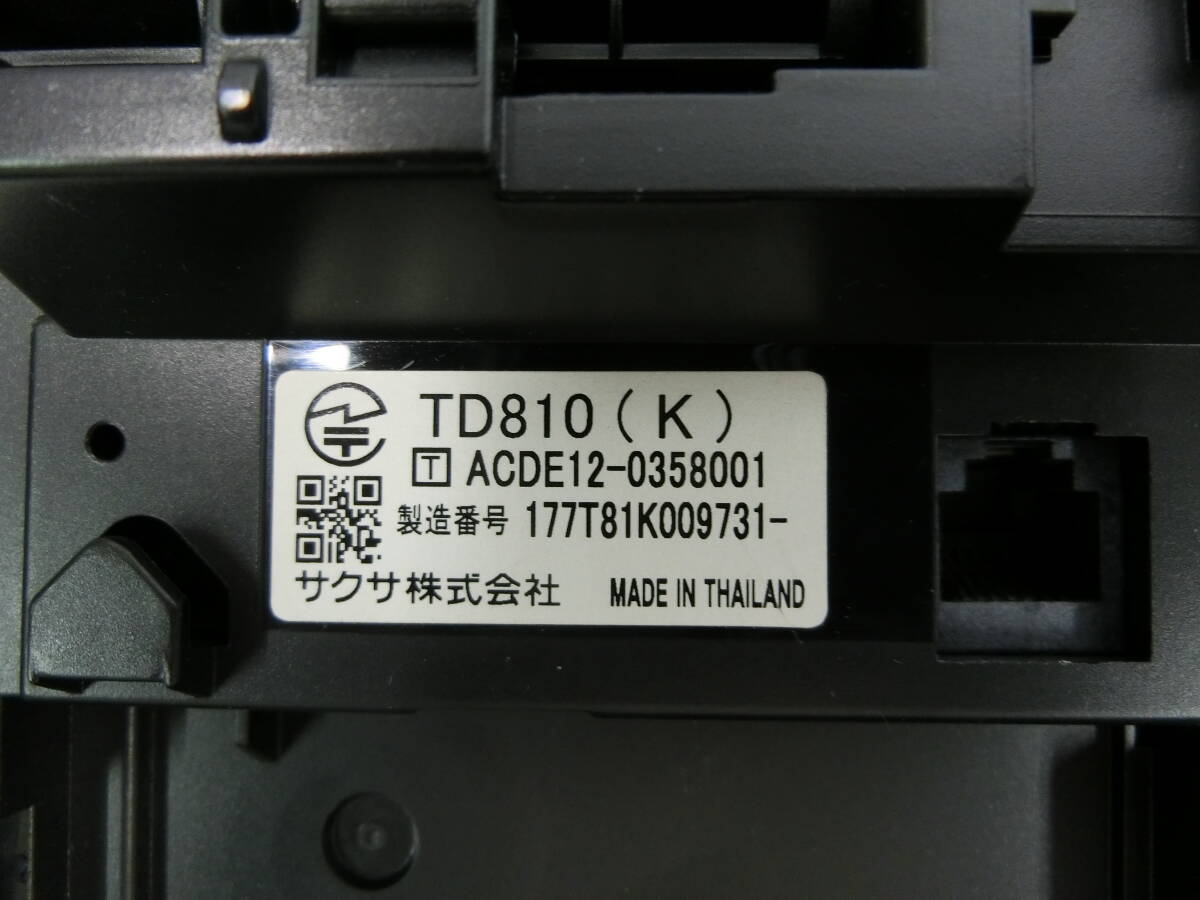 TD810(K)
T ACDE12-0358001
製造番号 177T81K009731-
サクサ株式会社 MADE IN THAILAND